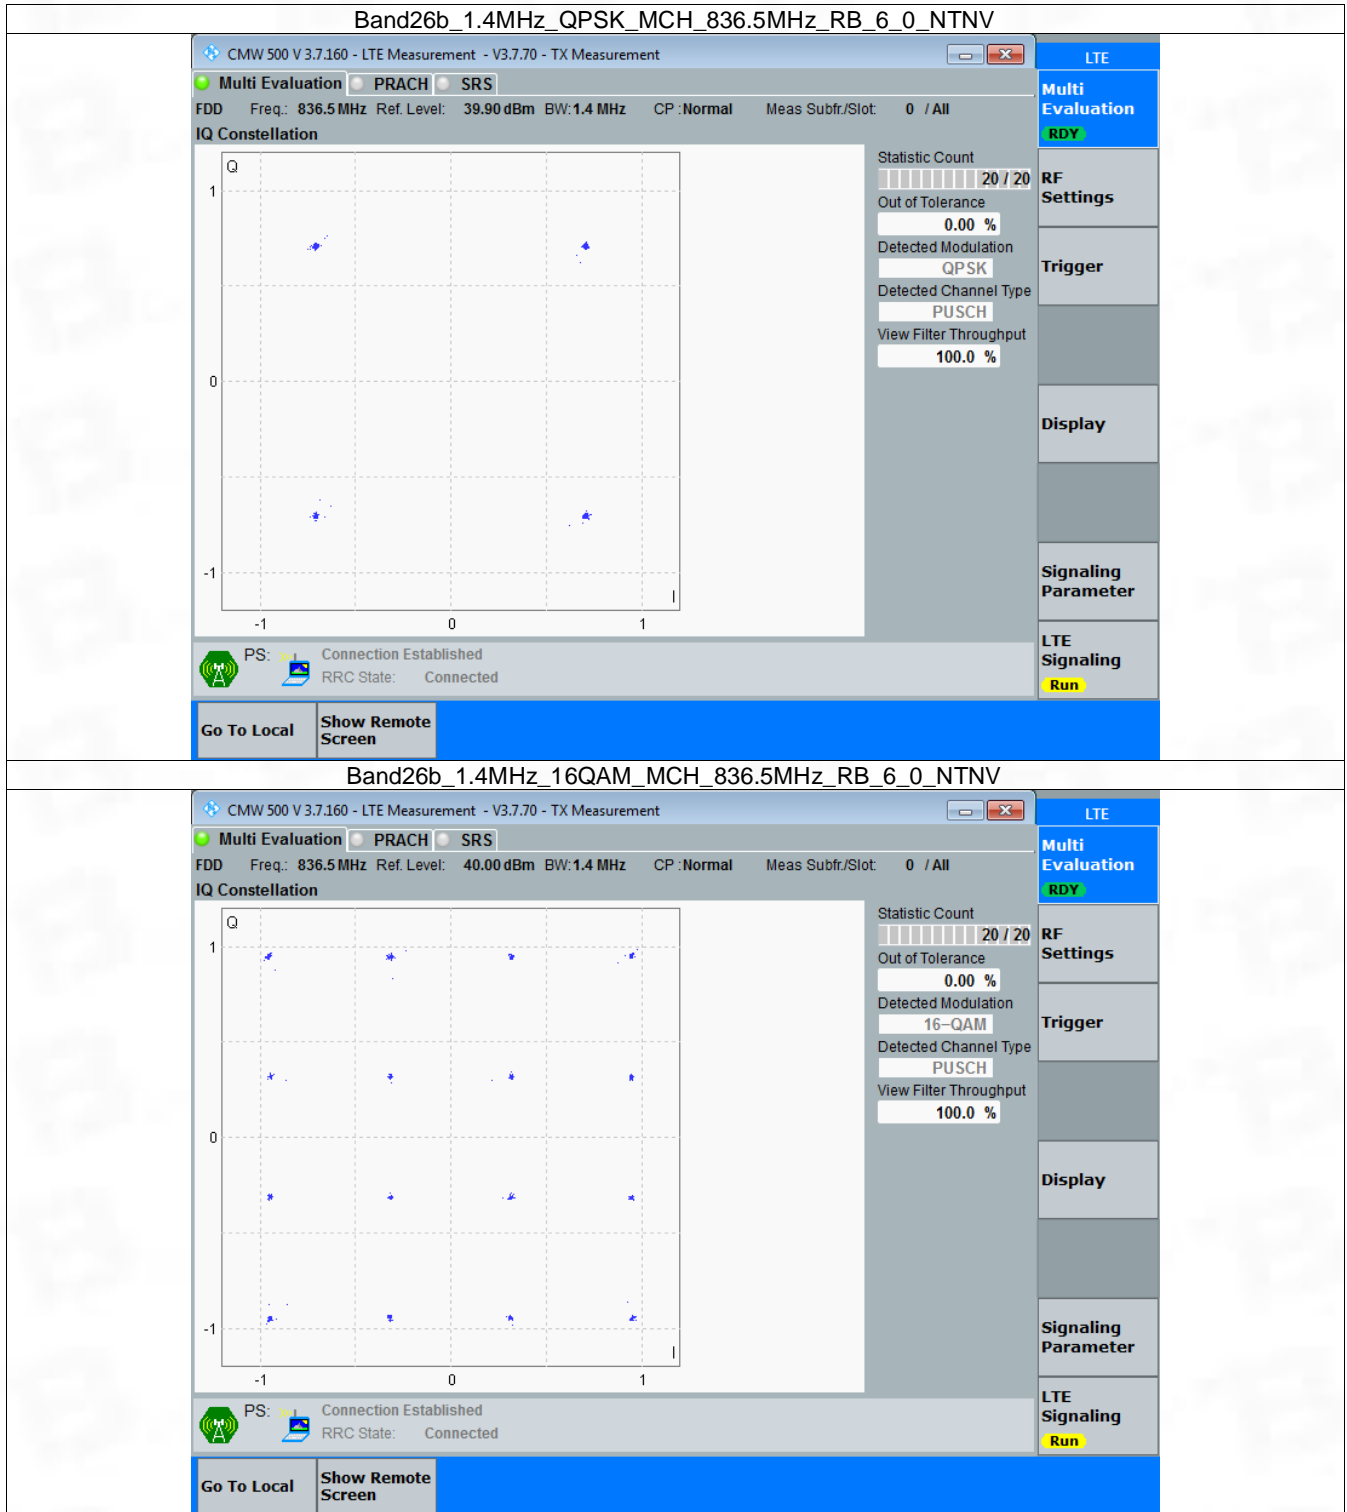 Band26b_1.4MHz_QPSK_MCH_836.5MHz_RB_6_0_NTNV
CMW 500 V 3.7.160 - LTE Measurement - V3.7.70 - TX Measurement
LTE
Multi Evaluation PRACH SRS
Multi
Evaluation
RDY
FDD Freq.: 836.5 MHz Ref. Level: 39.90 dBm BW: 1.4 MHz CP : Normal Meas Subfr./Slot: 0 / All
IQ Constellation
Q
1
0
-1
-1 0 1
I
Statistic Count
20 / 20
Out of Tolerance
0.00 %
Detected Modulation
QPSK
Detected Channel Type
PUSCH
View Filter Throughput
100.0 %
RF
Settings
Trigger
Display
Signaling
Parameter
LTE
Signaling
Run
PS: Connection Established
RRC State: Connected
Go To Local
Show Remote
Screen
Band26b_1.4MHz_16QAM_MCH_836.5MHz_RB_6_0_NTNV
CMW 500 V 3.7.160 - LTE Measurement - V3.7.70 - TX Measurement
LTE
Multi Evaluation PRACH SRS
Multi
Evaluation
RDY
FDD Freq.: 836.5 MHz Ref. Level: 40.00 dBm BW: 1.4 MHz CP : Normal Meas Subfr./Slot: 0 / All
IQ Constellation
Q
1
0
-1
-1 0 1
I
Statistic Count
20 / 20
Out of Tolerance
0.00 %
Detected Modulation
16-QAM
Detected Channel Type
PUSCH
View Filter Throughput
100.0 %
RF
Settings
Trigger
Display
Signaling
Parameter
LTE
Signaling
Run
PS: Connection Established
RRC State: Connected
Go To Local
Show Remote
Screen